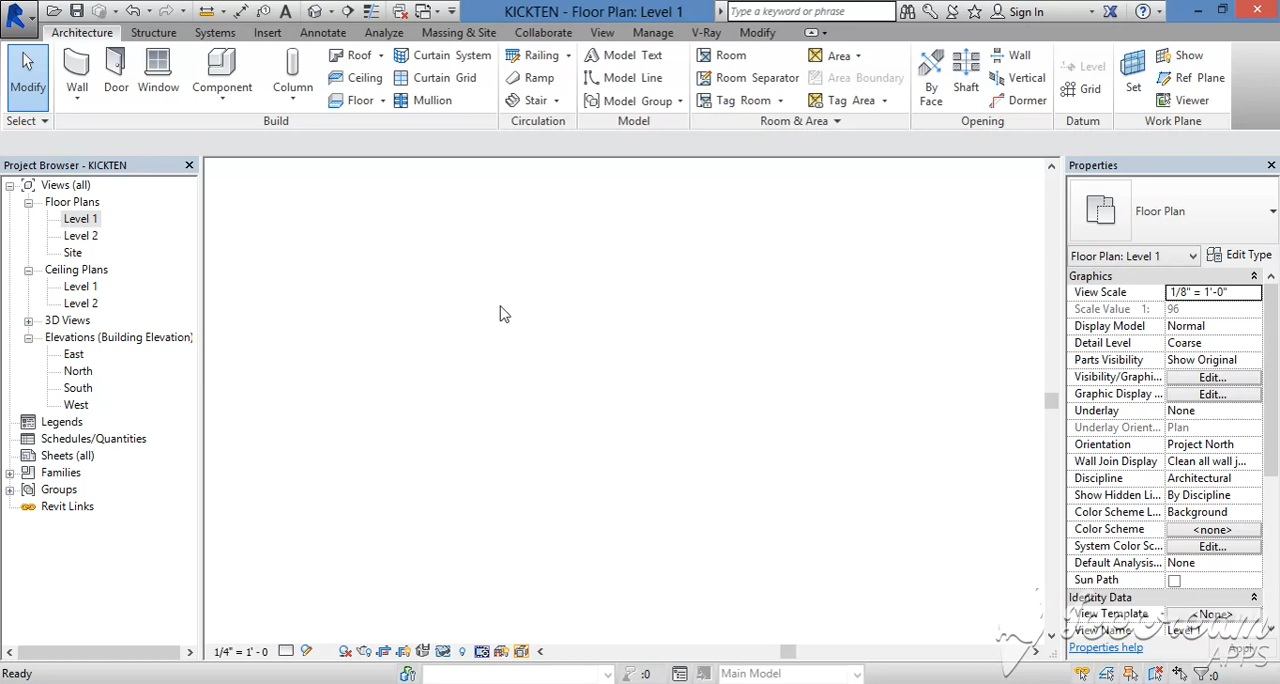 KICKTEN - Floor Plan: Level 1
Type a keyword or phrase
Sign In
Architecture Structure Systems Insert Annotate Analyze Massing & Site Collaborate View Manage V-Ray Modify
Modify
Select
Wall
Door
Window
Component
Column
Roof
Ceiling
Floor
Curtain System
Curtain Grid
Mullion
Build
Railing
Ramp
Stair
Circulation
Model Text
Model Line
Model Group
Model
Room
Room Separator
Tag Room
Area
Area Boundary
Tag Area
Room & Area
By
Face
Shaft
Wall
Vertical
Dormer
Opening
Level
Grid
Datum
Set
Show
Ref Plane
Viewer
Work Plane
Project Browser - KICKTEN
Views (all)
Floor Plans
Level 1
Level 2
Site
Ceiling Plans
Level 1
Level 2
3D Views
Elevations (Building Elevation)
East
North
South
West
Legends
Schedules/Quantities
Sheets (all)
Families
Groups
Revit Links
Properties
Floor Plan
Floor Plan: Level 1
Edit Type
Graphics
View Scale 1/8" = 1'-0"
Scale Value 1: 96
Display Model Normal
Detail Level Coarse
Parts Visibility Show Original
Visibility/Graphi... Edit...
Graphic Display ... Edit...
Underlay None
Underlay Orient... Plan
Orientation Project North
Wall Join Display Clean all wall j...
Discipline Architectural
Show Hidden Li... By Discipline
Color Scheme L... Background
Color Scheme <none>
System Color Sc... Edit...
Default Analysis... None
Sun Path
Identity Data
View Template <None>
View Name Level
Properties help
Apply
APPS
1/4" = 1' - 0
Ready
:0
Main Model
:0